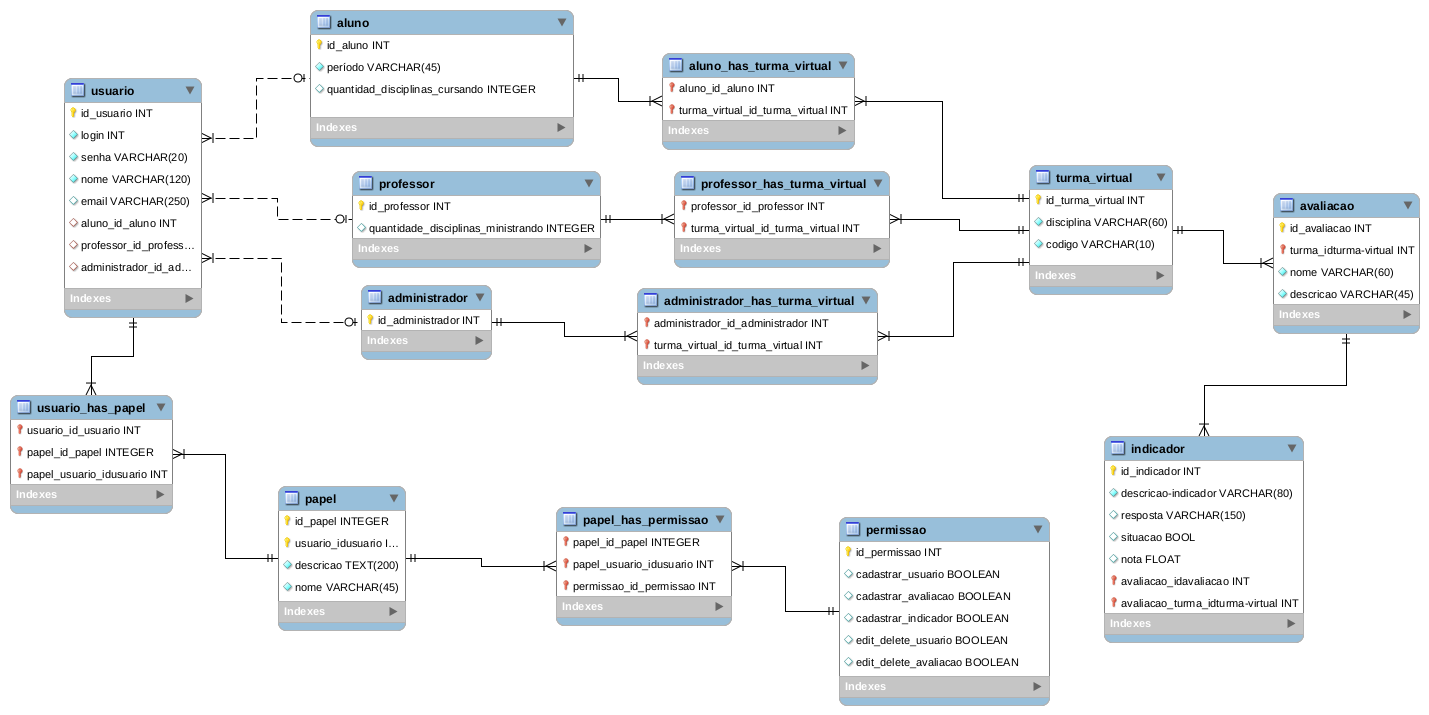 aluno
id_aluno INT
periodo VARCHAR(45)
quantidad_disciplinas_cursando INTEGER
Indexes
aluno_has_turma_virtual
aluno_id_aluno INT
turma_virtual_id_turma_virtual INT
Indexes
usuario
id_usuario INT
login INT
senha VARCHAR(20)
nome VARCHAR(120)
email VARCHAR(250)
aluno_id_aluno INT
professor_id_profess...
administrador_id_ad...
Indexes
professor
id_professor INT
quantidade_disciplinas_ministrando INTEGER
Indexes
professor_has_turma_virtual
professor_id_professor INT
turma_virtual_id_turma_virtual INT
Indexes
turma_virtual
id_turma_virtual INT
disciplina VARCHAR(60)
codigo VARCHAR(10)
Indexes
avaliacao
id_avaliacao INT
turma_idturma-virtual INT
nome VARCHAR(60)
descricao VARCHAR(45)
Indexes
administrador
id_administrador INT
Indexes
administrador_has_turma_virtual
administrador_id_administrador INT
turma_virtual_id_turma_virtual INT
Indexes
usuario_has_papel
usuario_id_usuario INT
papel_id_papel INTEGER
papel_usuario_idusuario INT
Indexes
papel
id_papel INTEGER
usuario_idusuario I...
descricao TEXT(200)
nome VARCHAR(45)
Indexes
papel_has_permissao
papel_id_papel INTEGER
papel_usuario_idusuario INT
permissao_id_permissao INT
Indexes
permissao
id_permissao INT
cadastrar_usuario BOOLEAN
cadastrar_avaliacao BOOLEAN
cadastrar_indicador BOOLEAN
edit_delete_usuario BOOLEAN
edit_delete_avaliacao BOOLEAN
Indexes
indicador
id_indicador INT
descricao-indicador VARCHAR(80)
resposta VARCHAR(150)
situacao BOOL
nota FLOAT
avaliacao_idavaliacao INT
avaliacao_turma_idturma-virtual INT
Indexes